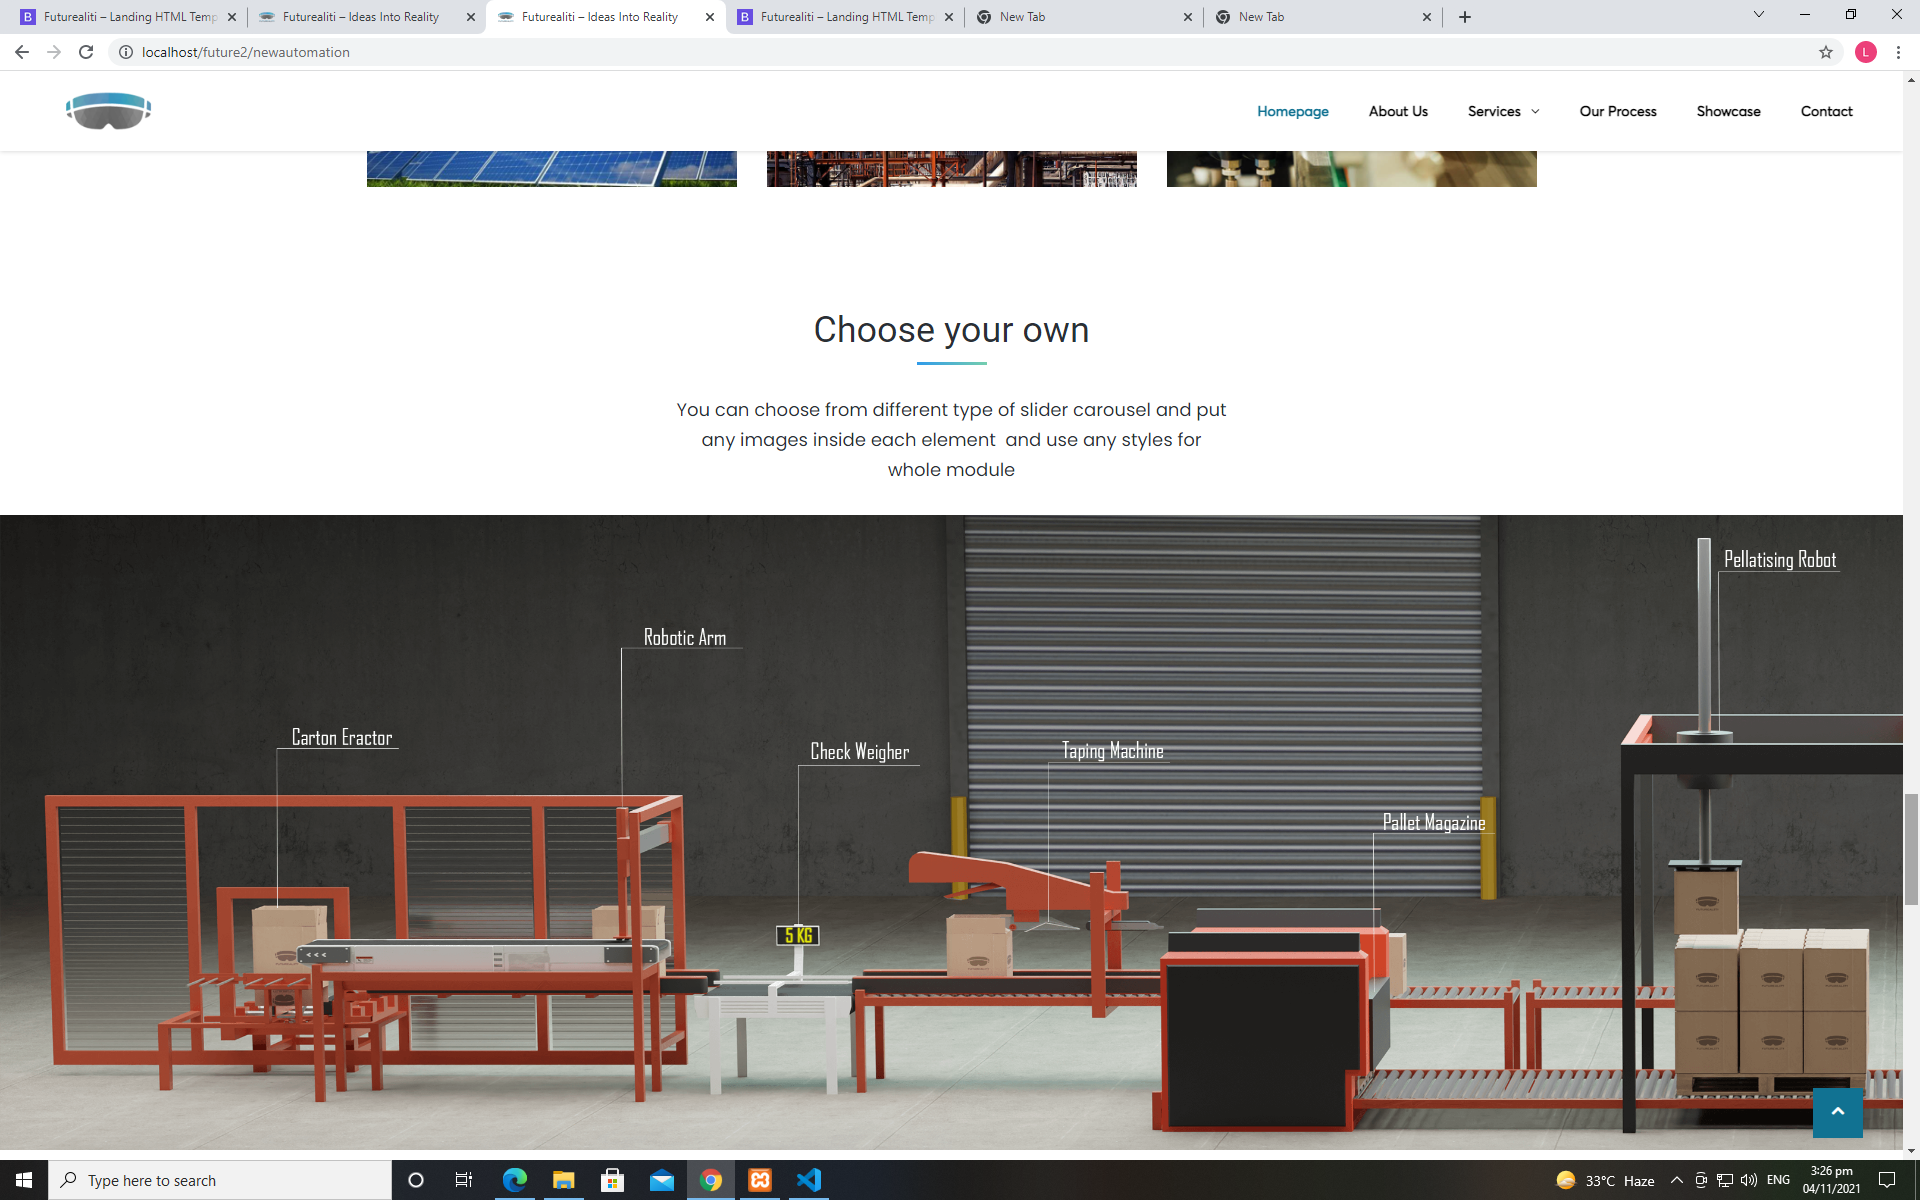 Futurealiti – Landing HTML Temp
Futurealiti – Ideas Into Reality
Futurealiti – Ideas Into Reality
Futurealiti – Landing HTML Temp
New Tab
New Tab
localhost/future2/newautomation
L
Homepage
About Us
Services
Our Process
Showcase
Contact
Choose your own
You can choose from different type of slider carousel and put
any images inside each element and use any styles for
whole module
Pellatising Robot
Robotic Arm
Carton Eractor
Check Weigher
Taping Machine
Pallet Magazine
5 KG
Type here to search
33°C Haze
ENG
3:26 pm
04/11/2021